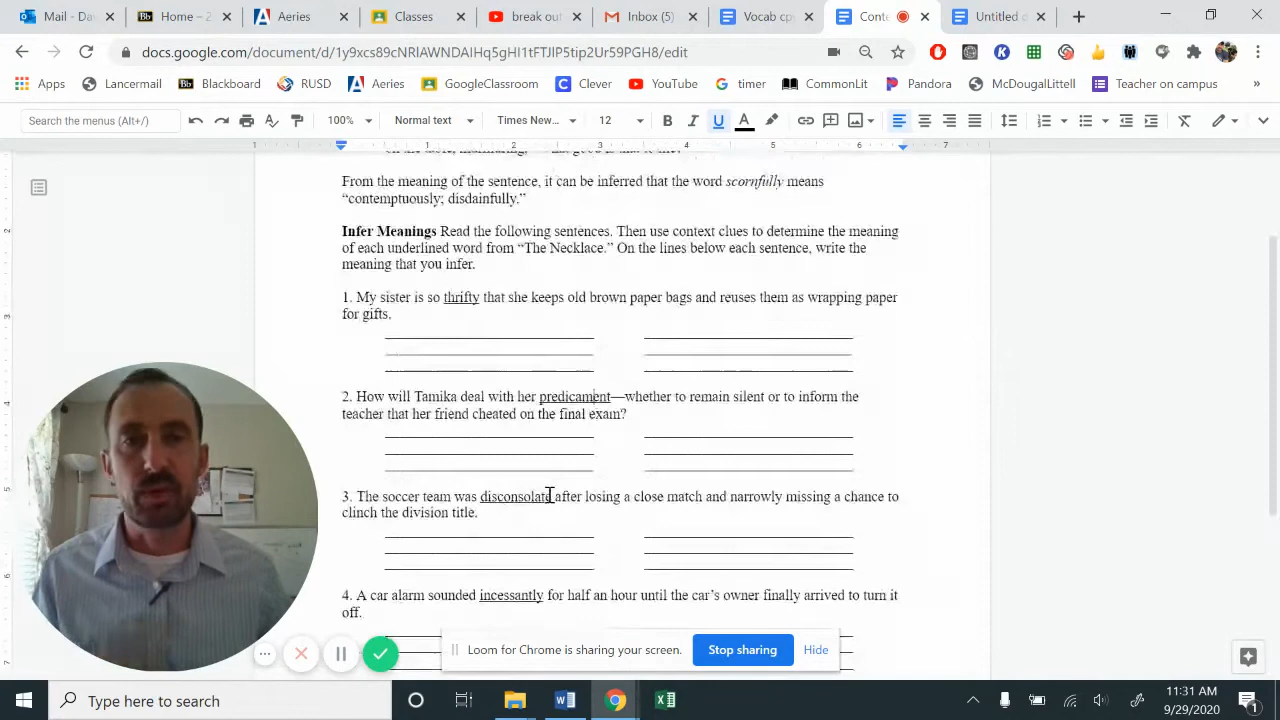 Mail - Da
Home – 2
Aeries
Classes
break out
Inbox (5)
Vocab cp
Conte
Untitled
docs.google.com/document/d/1y9xcs89cNRIAWNDAIHq5gHI1tFTJIP5tip2Ur59PGH8/edit
Apps
Lancermail
Bb
Blackboard
RUSD
Aeries
GoogleClassroom
Clever
YouTube
timer
CommonLit
Pandora
McDougalLittell
Teacher on campus
Search the menus (Alt+/)
100%
Normal text
Times New...
12
1 1 2 3 4 5 6 7
From the meaning of the sentence, it can be inferred that the word scornfully means
“contemptuously; disdainfully.”
Infer Meanings Read the following sentences. Then use context clues to determine the meaning
of each underlined word from “The Necklace.” On the lines below each sentence, write the
meaning that you infer.
1. My sister is so thrifty that she keeps old brown paper bags and reuses them as wrapping paper
for gifts.
2. How will Tamika deal with her predicament—whether to remain silent or to inform the
teacher that her friend cheated on the final exam?
3. The soccer team was disconsolate after losing a close match and narrowly missing a chance to
clinch the division title.
4. A car alarm sounded incessantly for half an hour until the car’s owner finally arrived to turn it
off.
Loom for Chrome is sharing your screen.
Stop sharing
Hide
Type here to search
11:31 AM
9/29/2020